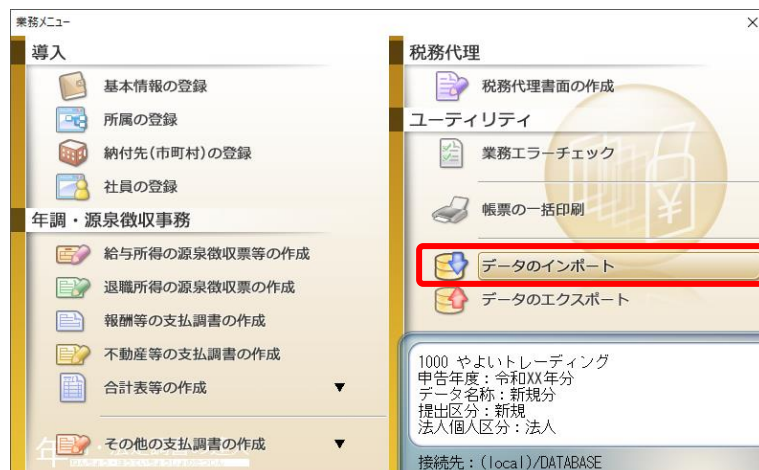 業務メニュー
導入
基本情報の登録
所属の登録
納付先(市町村)の登録
社員の登録
年調・源泉徴収事務
給与所得の源泉徴収票等の作成
退職所得の源泉徴収票の作成
報酬等の支払調書の作成
不動産等の支払調書の作成
合計表等の作成 ▼
その他の支払調書の作成 ▼
税務代理
税務代理書面の作成
ユーティリティ
業務エラーチェック
帳票の一括印刷
データのインポート
データのエクスポート
1000 やよいトレーディング
申告年度：令和XX年分
データ名称：新規分
提出区分：新規
法人個人区分：法人
接続先：(local)/DATABASE